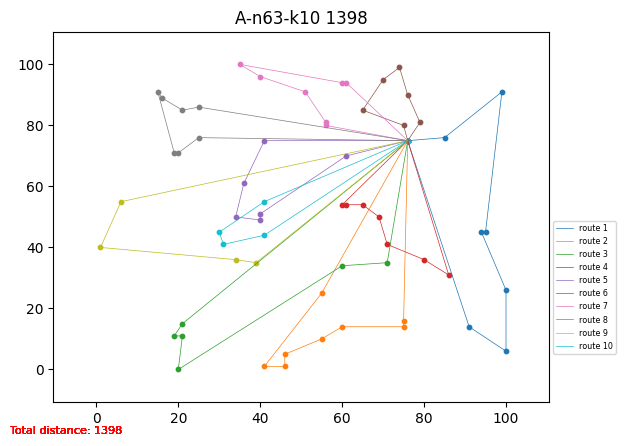 A-n63-k10 1398
100
80
60
40
20
0
0
20
40
60
80
100
route 1
route 2
route 3
route 4
route 5
route 6
route 7
route 8
route 9
route 10
Total distance: 1398